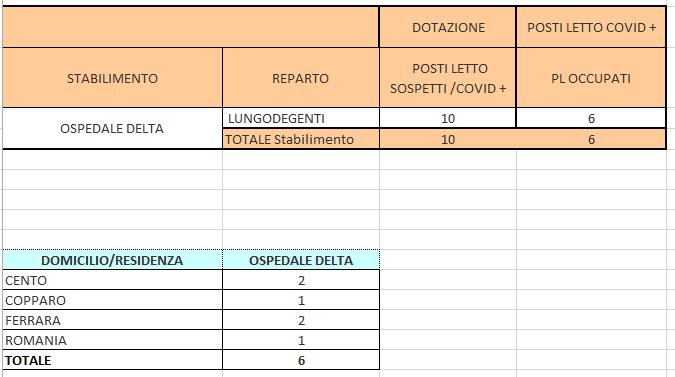 DOTAZIONE POSTI LETTO COVID +
STABILIMENTO REPARTO POSTI LETTO SOSPETTI /COVID + PL OCCUPATI
OSPEDALE DELTA LUNGODEGENTI 10 6
TOTALE Stabilimento 10 6
DOMICILIO/RESIDENZA OSPEDALE DELTA
CENTO 2
COPPARO 1
FERRARA 2
ROMANIA 1
TOTALE 6